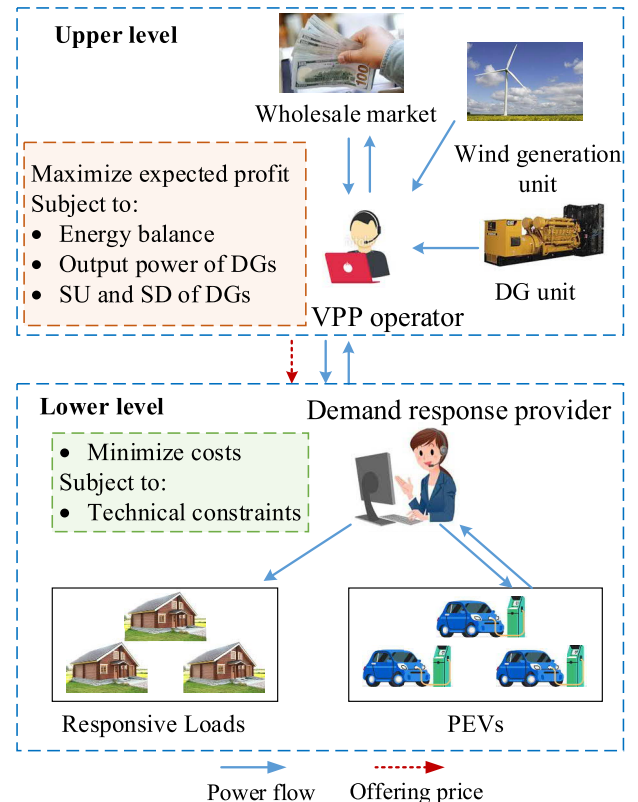 Upper level
Wholesale market
Wind generation
unit
Maximize expected profit
Subject to:
• Energy balance
• Output power of DGs
• SU and SD of DGs
DG unit
VPP operator
Lower level
Demand response provider
• Minimize costs
Subject to:
• Technical constraints
Responsive Loads
PEVs
Power flow
Offering price